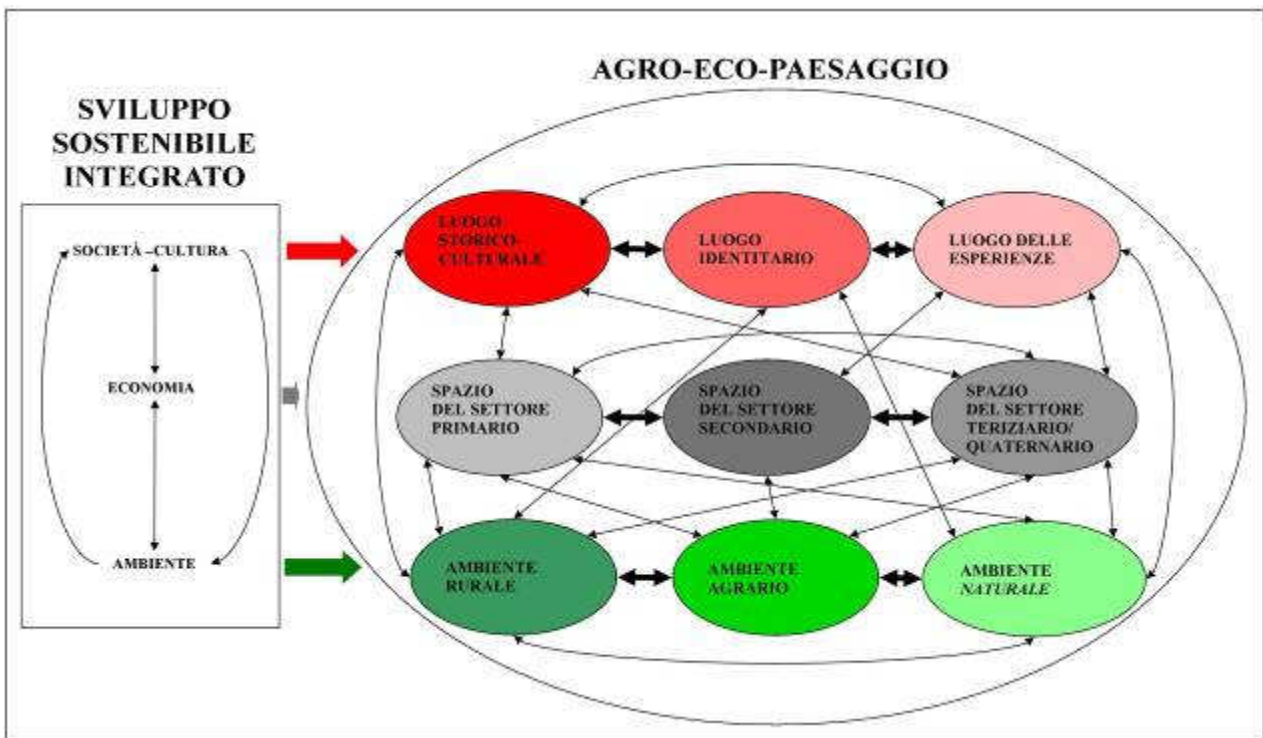 AGRO-ECO-PAESAGGIO
SVILUPPO
SOSTENIBILE
INTEGRATO
SOCIETÀ –CULTURA
ECONOMIA
AMBIENTE
LUOGO
STORICO-
CULTURALE
LUOGO
IDENTITARIO
LUOGO DELLE
ESPERIENZE
SPAZIO
DEL SETTORE
PRIMARIO
SPAZIO
DEL SETTORE
SECONDARIO
SPAZIO
DEL SETTORE
TERIZIARIO/
QUATERNARIO
AMBIENTE
RURALE
AMBIENTE
AGRARIO
AMBIENTE
NATURALE